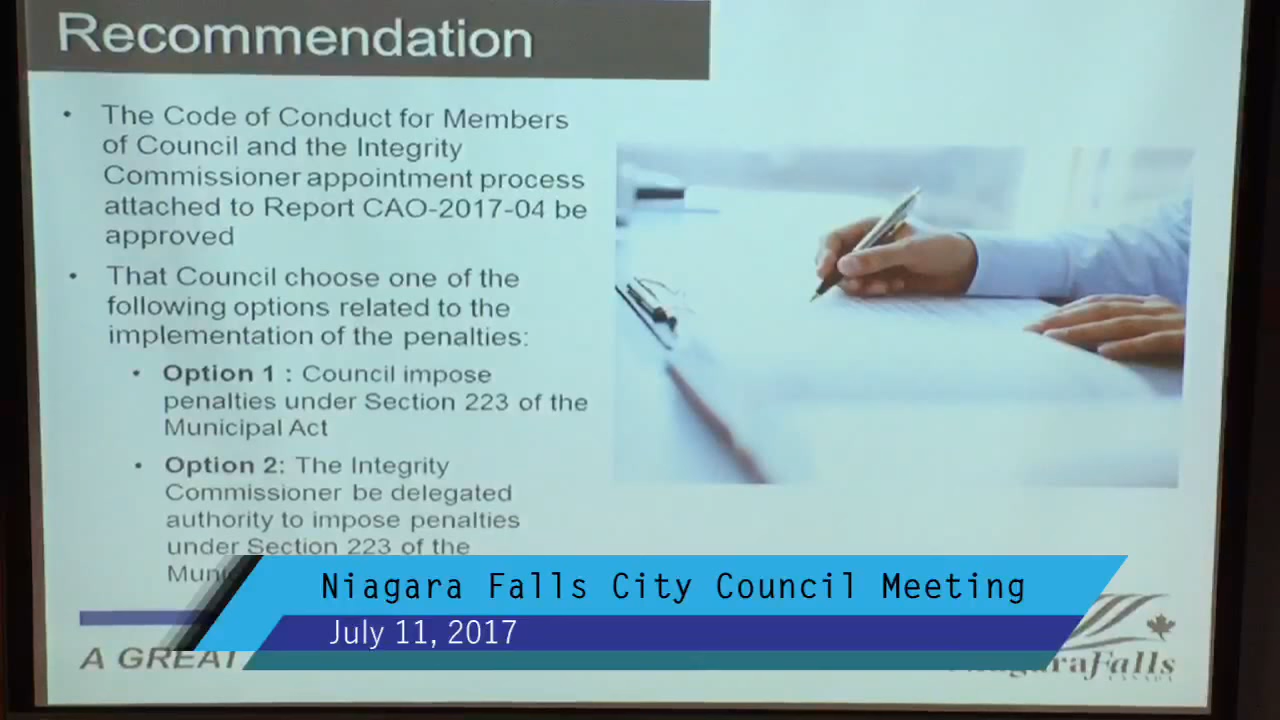 Recommendation
• The Code of Conduct for Members
of Council and the Integrity
Commissioner appointment process
attached to Report CAO-2017-04 be
approved
• That Council choose one of the
following options related to the
implementation of the penalties:
• Option 1 : Council impose
penalties under Section 223 of the
Municipal Act
• Option 2: The Integrity
Commissioner be delegated
authority to impose penalties
under Section 223 of the
Niagara Falls City Council Meeting
July 11, 2017
A GREAT
Falls
CANADA